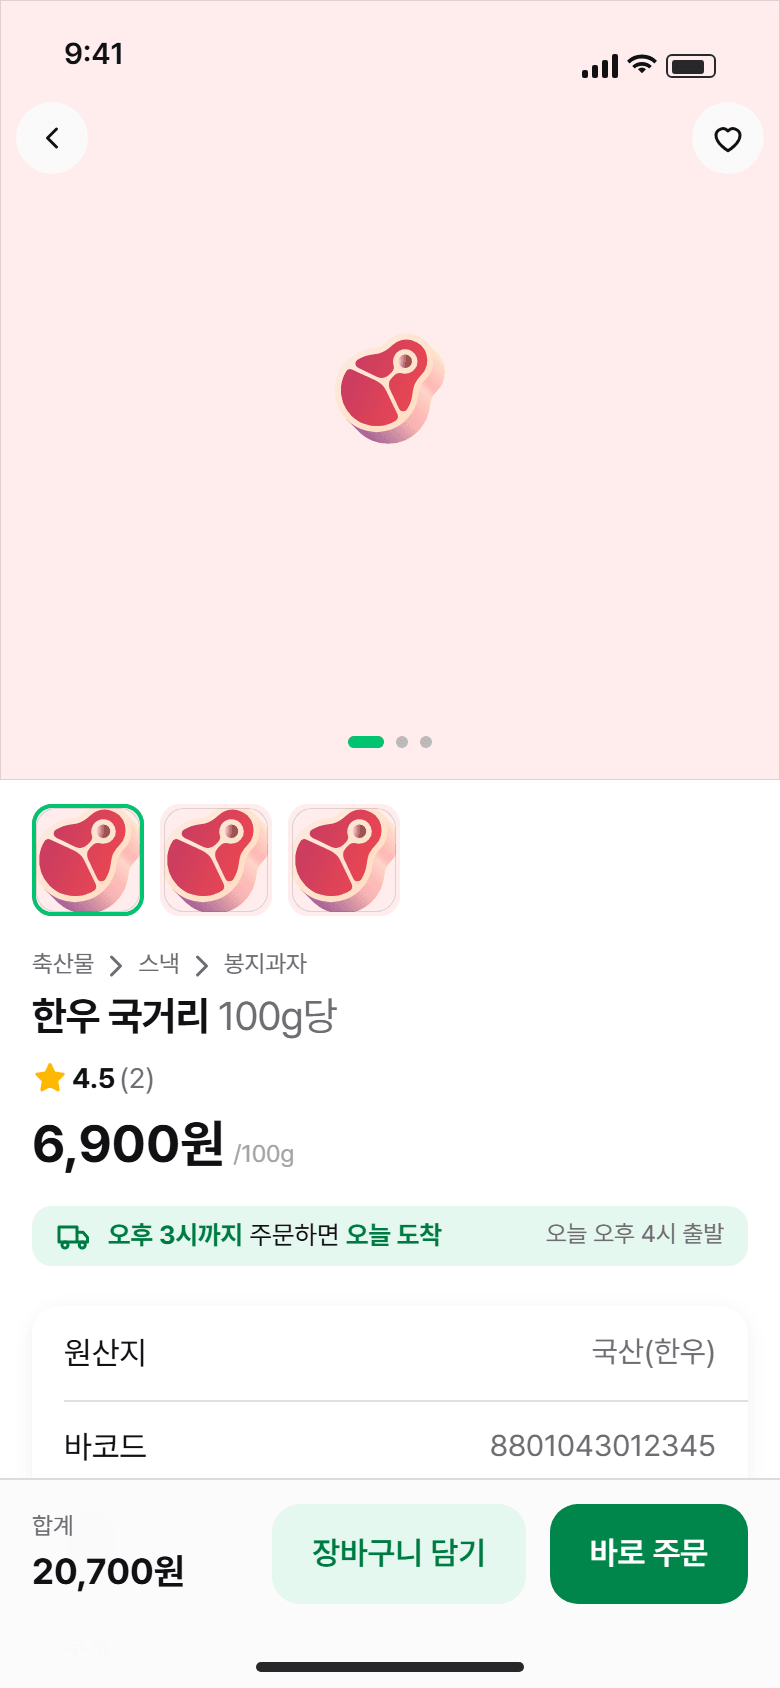 9:41
축산물 > 스낵 > 봉지과자
한우 국거리 100g당
4.5 (2)
6,900원 /100g
오후 3시까지 주문하면 오늘 도착 오늘 오후 4시 출발
원산지 국산(한우)
바코드 8801043012345
합계
20,700원
장바구니 담기
바로 주문